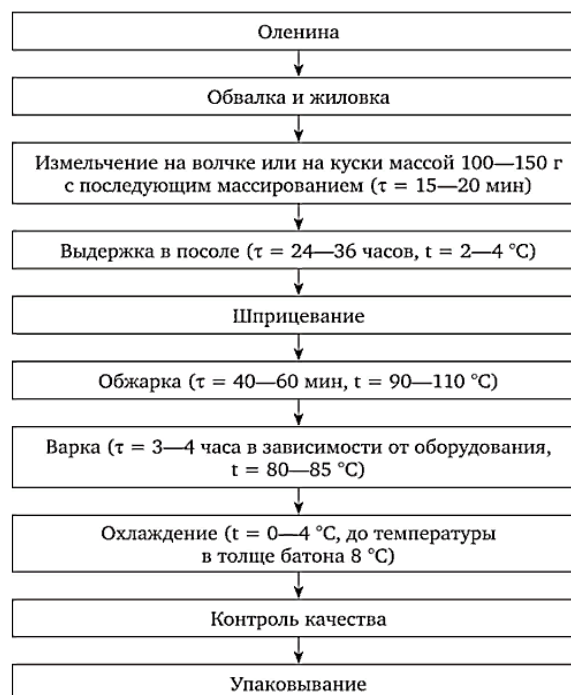 Оленина
Обвалка и жиловка
Измельчение на волчке или на куски массой 100—150 г
с последующим массированием (τ = 15—20 мин)
Выдержка в посоле (τ = 24—36 часов, t = 2—4 °C)
Шприцевание
Обжарка (τ = 40—60 мин, t = 90—110 °C)
Варка (τ = 3—4 часа в зависимости от оборудования,
t = 80—85 °C)
Охлаждение (t = 0—4 °C, до температуры
в толще батона 8 °C)
Контроль качества
Упаковывание